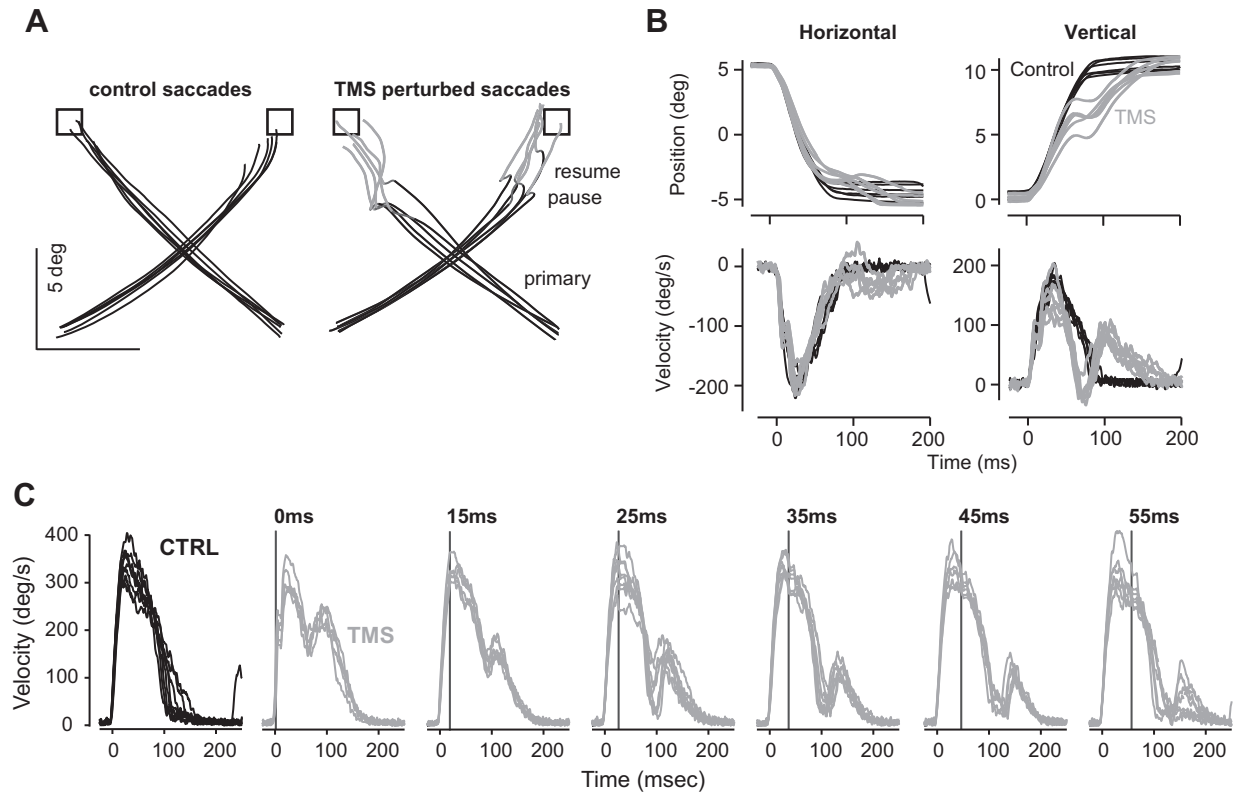 A
control saccades
TMS perturbed saccades
resume
pause
primary
5 deg
B
Horizontal
Vertical
Position (deg)
5
0
-5
10
5
0
Control
TMS
Velocity (deg/s)
0
-100
-200
200
100
0
0 100 200
0 100 200
Time (ms)
C
Velocity (deg/s)
400
300
200
100
0
CTRL
TMS
0ms
15ms
25ms
35ms
45ms
55ms
0 100 200
0 100 200
0 100 200
0 100 200
0 100 200
0 100 200
0 100 200
Time (msec)